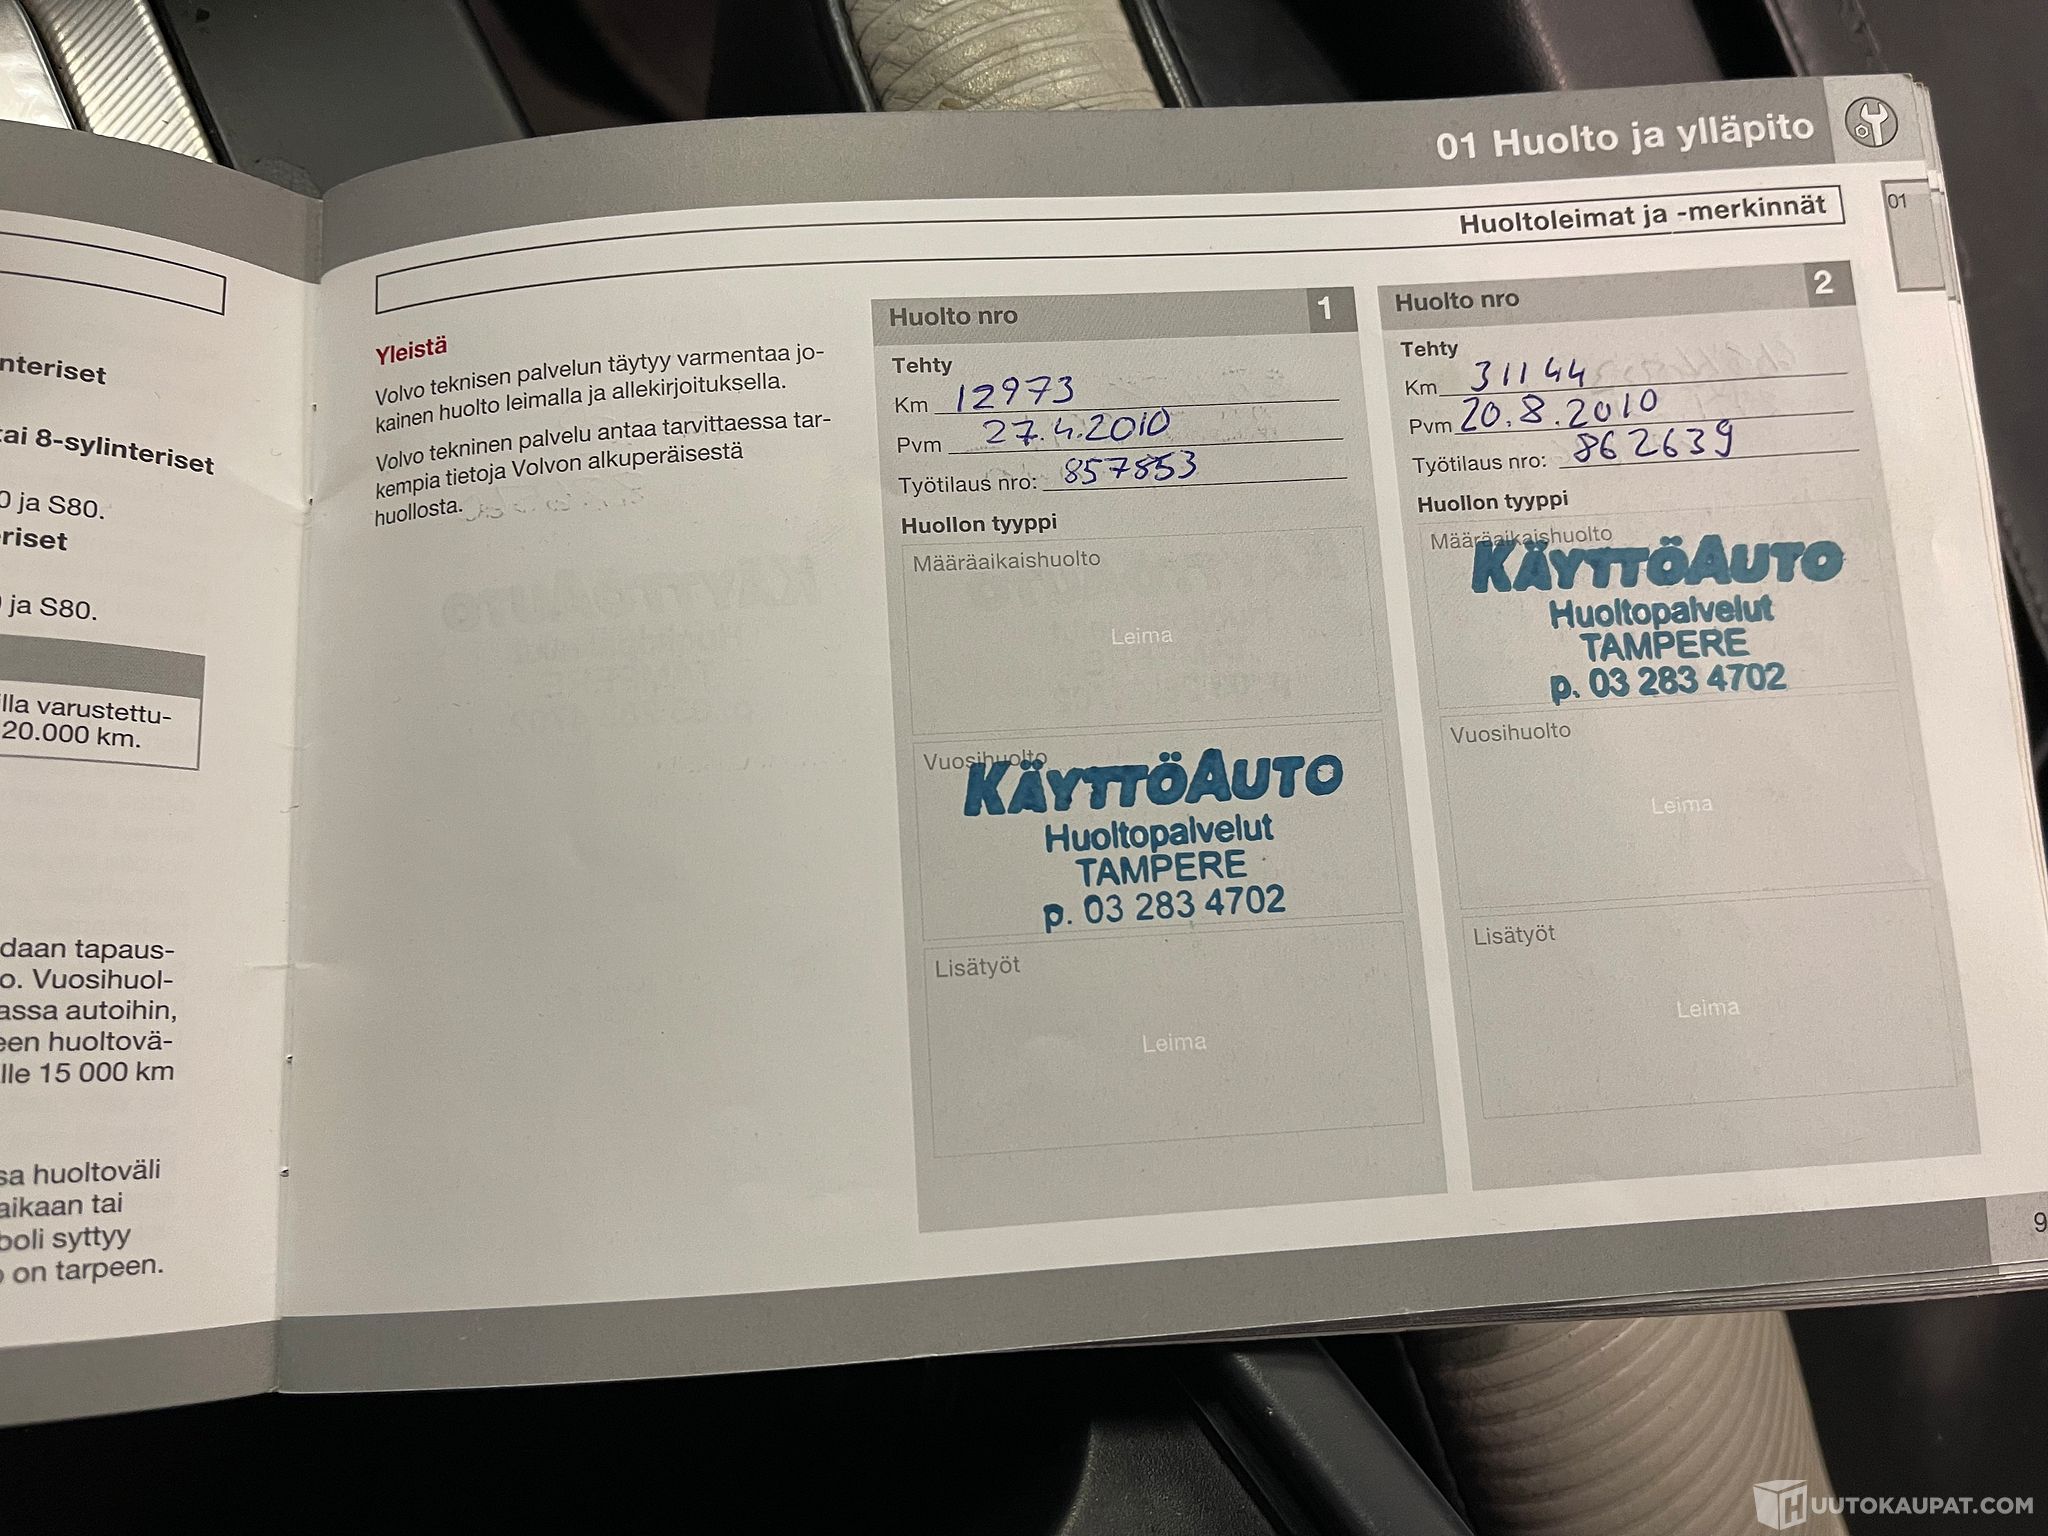 nteriset
tai 8-sylinteriset
0 ja S80.
riset
ja S80.
lla varustettu-
20.000 km.
daan tapaus-
o. Vuosihuol-
assa autoihin,
een huoltovä-
lle 15 000 km
sa huoltoväli
aikaan tai
boli syttyy
on tarpeen.
01 Huolto ja ylläpito
Huoltoleimat ja -merkinnät
01
Yleistä
Volvo teknisen palvelun täytyy varmentaa jo-
kainen huolto leimalla ja allekirjoituksella.
Volvo tekninen palvelu antaa tarvittaessa tar-
kempia tietoja Volvon alkuperäisestä
huollosta.
Huolto nro 1
Tehty
Km 12973
Pvm 27.4.2010
Työtilaus nro: 857853
Huollon tyyppi
Määräaikaishuolto
Leima
Vuosihuolto
KÄYTTÖAUTO
Huoltopalvelut
TAMPERE
p. 03 283 4702
Lisätyöt
Leima
Huolto nro 2
Tehty
Km 31144
Pvm 20.8.2010
Työtilaus nro: 862639
Huollon tyyppi
Määräaikaishuolto
KÄYTTÖAUTO
Huoltopalvelut
TAMPERE
p. 03 283 4702
Vuosihuolto
Leima
Lisätyöt
Leima
9
HUUTOKAUPAT.COM